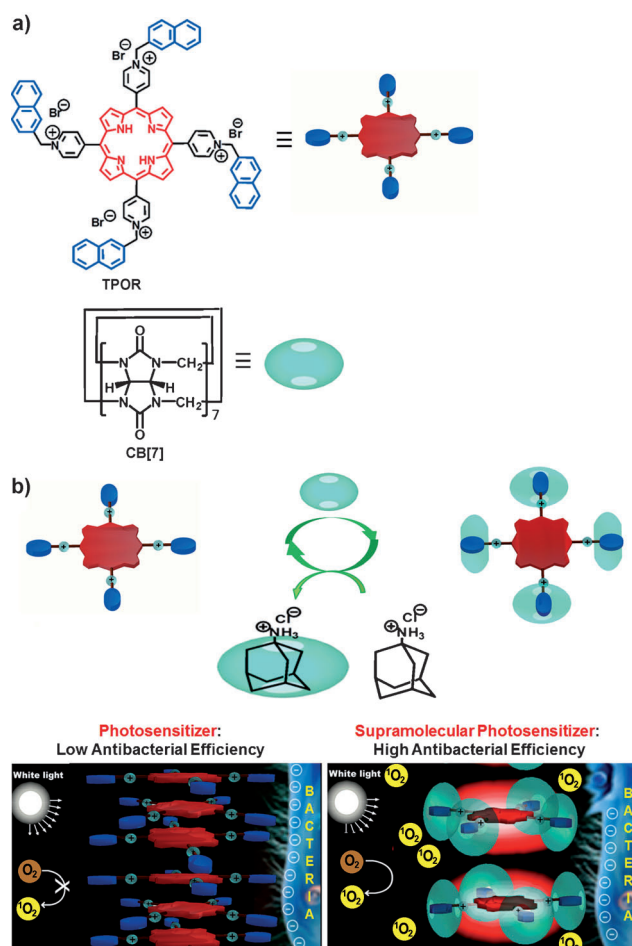 a)
Br⊖
N
⊕
Br⊖
N
⊕
NH
N
N
HN
Br⊖
N
⊕
Br⊖
N
⊕
TPOR
≡
⊕
⊕
⊕
⊕
O
N
N
CH₂
H
H
N
N
CH₂
O
7
CB[7]
≡
b)
+
+
+
+
+
+
+
+
Cl⊖
⊕
NH₃
Cl⊖
⊕
NH₃
Photosensitizer:
Low Antibacterial Efficiency
White light
O₂
¹O₂
BACTERIA
Supramolecular Photosensitizer:
High Antibacterial Efficiency
White light
O₂
¹O₂
¹O₂
¹O₂
¹O₂
¹O₂
¹O₂
¹O₂
¹O₂
¹O₂
BACTERIA